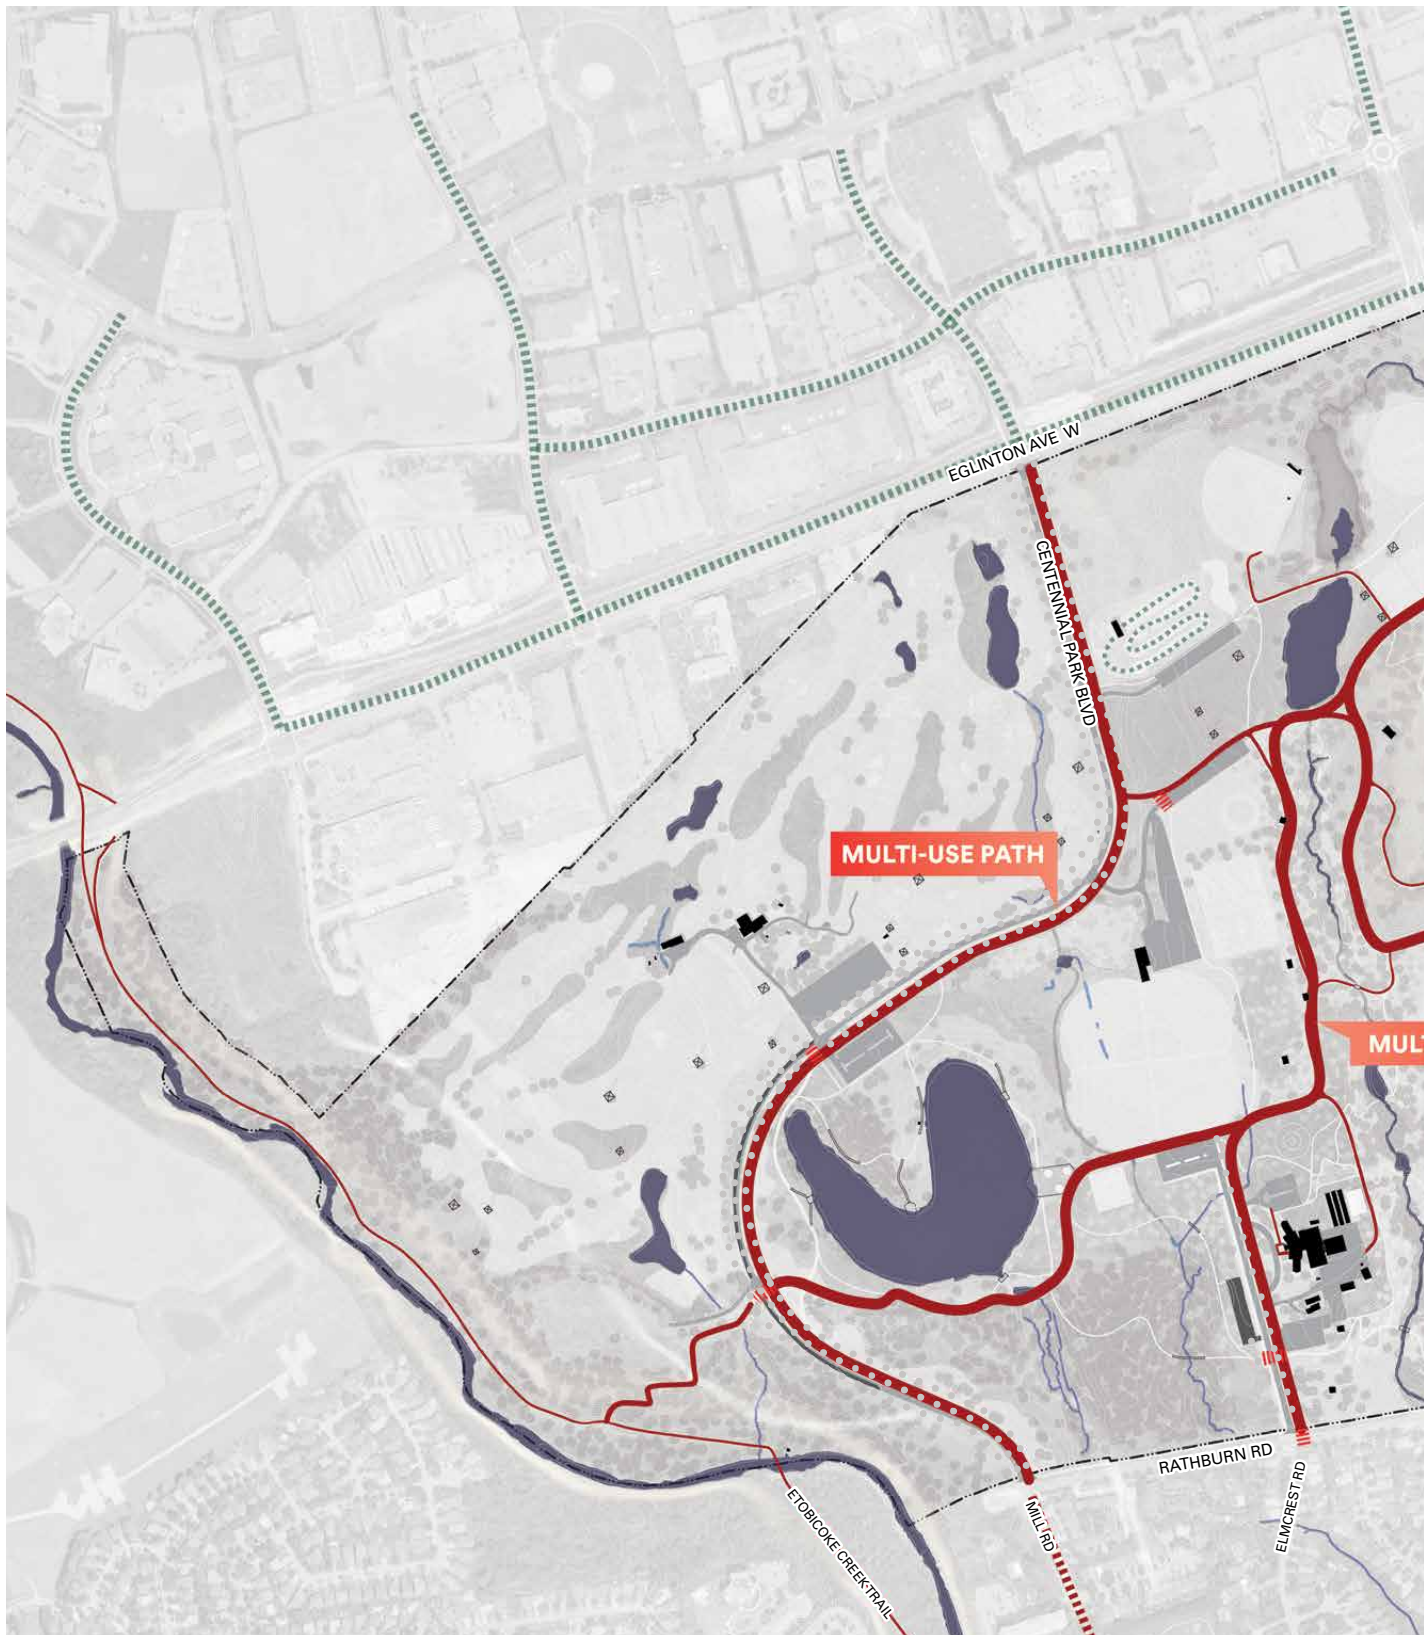 EGLINTON AVE W
CENTENNIAL PARK BLVD
MULTI-USE PATH
MULT
RATHBURN RD
ELMCREST RD
MILL RD
ETOBICOKE CREEK TRAIL